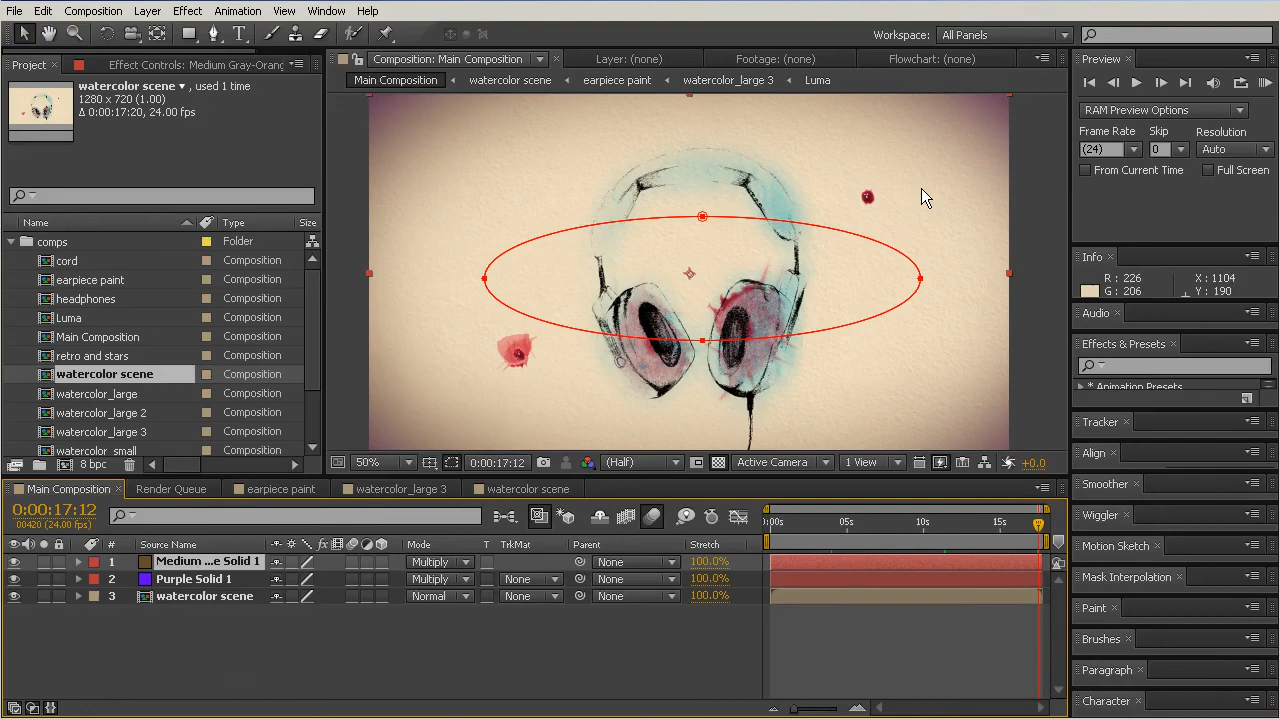 File Edit Composition Layer Effect Animation View Window Help
Workspace: All Panels
Project × Effect Controls: Medium Gray-Oran
watercolor scene ▼ , used 1 time
1280 x 720 (1.00)
Δ 0:00:17:20, 24.00 fps
Name Type Size
comps Folder
cord Composition
earpiece paint Composition
headphones Composition
Luma Composition
Main Composition Composition
retro and stars Composition
watercolor scene Composition
watercolor_large Composition
watercolor_large 2 Composition
watercolor_large 3 Composition
watercolor_small Composition
8 bpc
Composition: Main Composition Layer: (None) Footage: (None) Flowchart: (None)
Main Composition watercolor scene earpiece paint watercolor_large 3 Luma
50% 0:00:17:12 (Half) Active Camera 1 View +0.0
Preview ×
RAM Preview Options
Frame Rate Skip Resolution
(24) 0 Auto
From Current Time Full Screen
Info ×
R : 226 X : 1104
G : 206 Y : 190
Audio ×
Effects & Presets ×
* Animation Presets
Tracker ×
Align ×
Smoother ×
Wiggler ×
Motion Sketch ×
Mask Interpolation ×
Paint ×
Brushes ×
Paragraph ×
Character ×
Main Composition × Render Queue earpiece paint watercolor_large 3 watercolor scene
0:00:17:12
00420 (24.00 fps)
0:00s 05s 10s 15s
# Source Name fx Mode T TrkMat Parent Stretch
1 Medium ...e Solid 1 Multiply None 100.0%
2 Purple Solid 1 Multiply None None 100.0%
3 watercolor scene Normal None None 100.0%